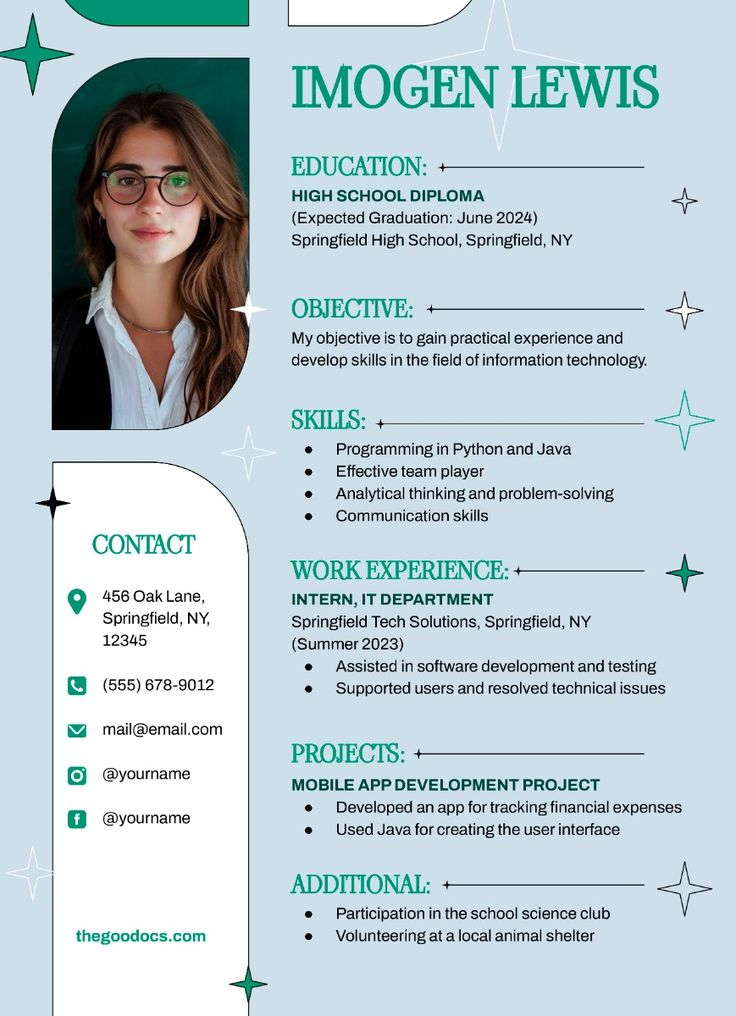 IMOGEN LEWIS
EDUCATION:
HIGH SCHOOL DIPLOMA
(Expected Graduation: June 2024)
Springfield High School, Springfield, NY
OBJECTIVE:
My objective is to gain practical experience and
develop skills in the field of information technology.
SKILLS:
● Programming in Python and Java
● Effective team player
● Analytical thinking and problem-solving
● Communication skills
WORK EXPERIENCE:
INTERN, IT DEPARTMENT
Springfield Tech Solutions, Springfield, NY
(Summer 2023)
● Assisted in software development and testing
● Supported users and resolved technical issues
PROJECTS:
MOBILE APP DEVELOPMENT PROJECT
● Developed an app for tracking financial expenses
● Used Java for creating the user interface
ADDITIONAL:
● Participation in the school science club
● Volunteering at a local animal shelter
CONTACT
456 Oak Lane,
Springfield, NY,
12345
(555) 678-9012
mail@email.com
@yourname
@yourname
thegoodocs.com